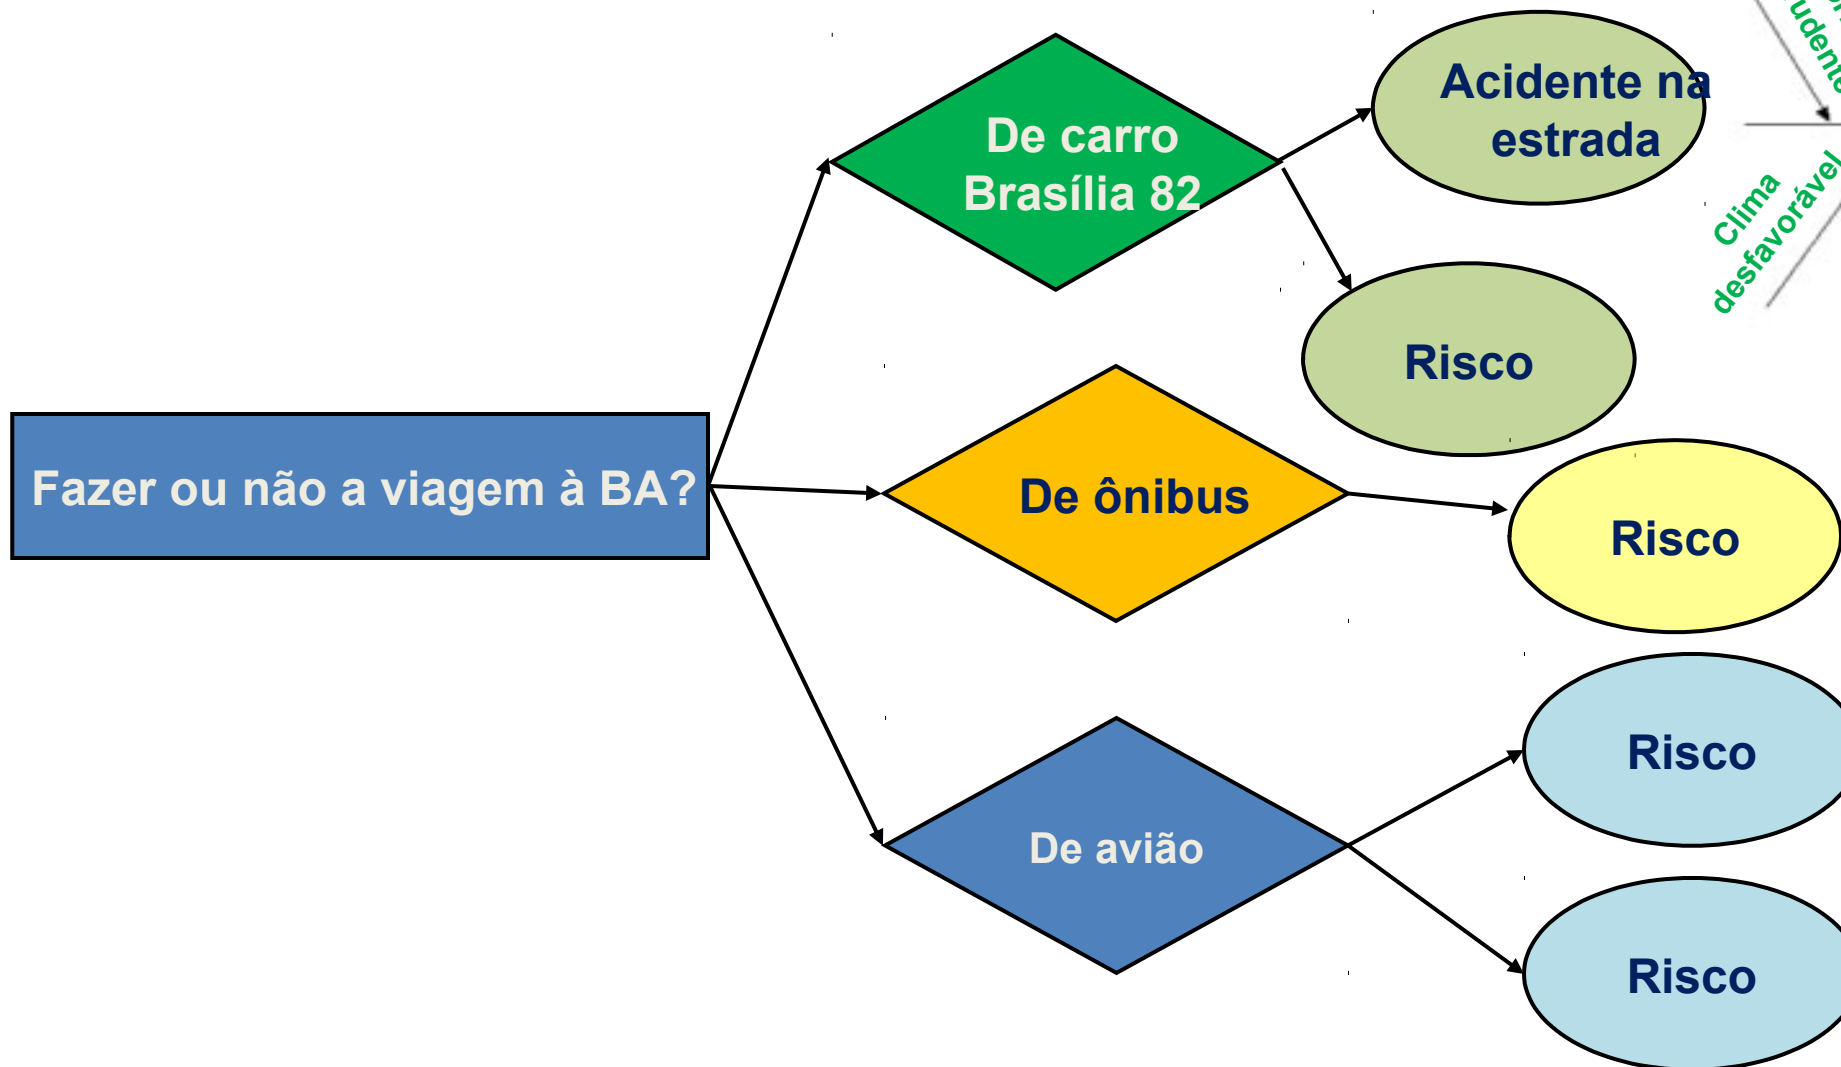 Acidente na
estrada
De carro
Brasília 82
Clima
desfavorável
Risco
Fazer ou não a viagem à BA?
De ônibus
Risco
Risco
De avião
Risco